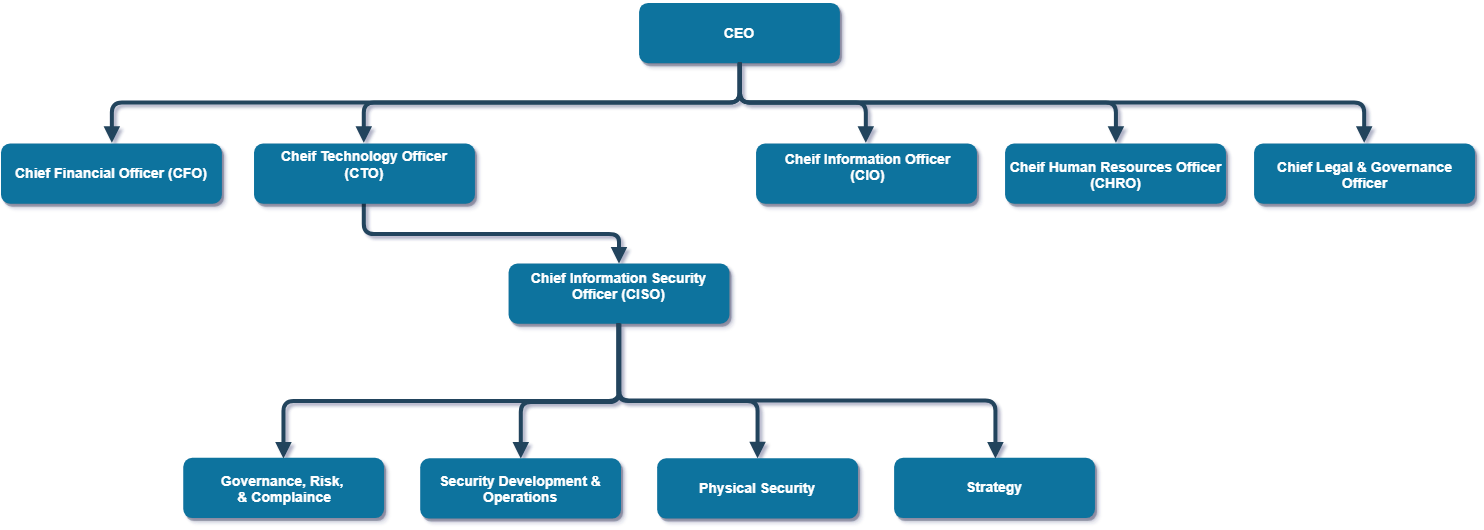 CEO
Chief Financial Officer (CFO)
Cheif Technology Officer
(CTO)
Cheif Information Officer
(CIO)
Cheif Human Resources Officer
(CHRO)
Chief Legal & Governance
Officer
Chief Information Security
Officer (CISO)
Governance, Risk,
& Complaince
Security Development &
Operations
Physical Security
Strategy